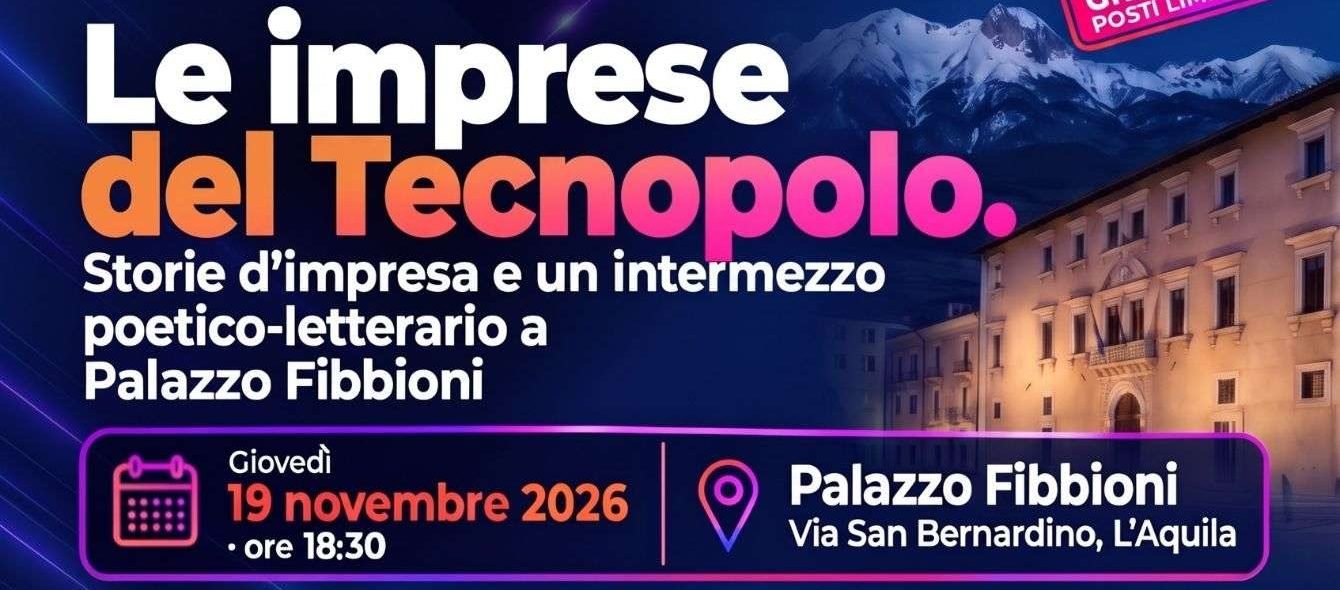 POSTI
Le imprese
del Tecnopolo.
Storie d'impresa e un intermezzo
poetico-letterario a
Palazzo Fibbioni
Giovedì
19 novembre 2026
• ore 18:30
Palazzo Fibbioni
Via San Bernardino, L'Aquila